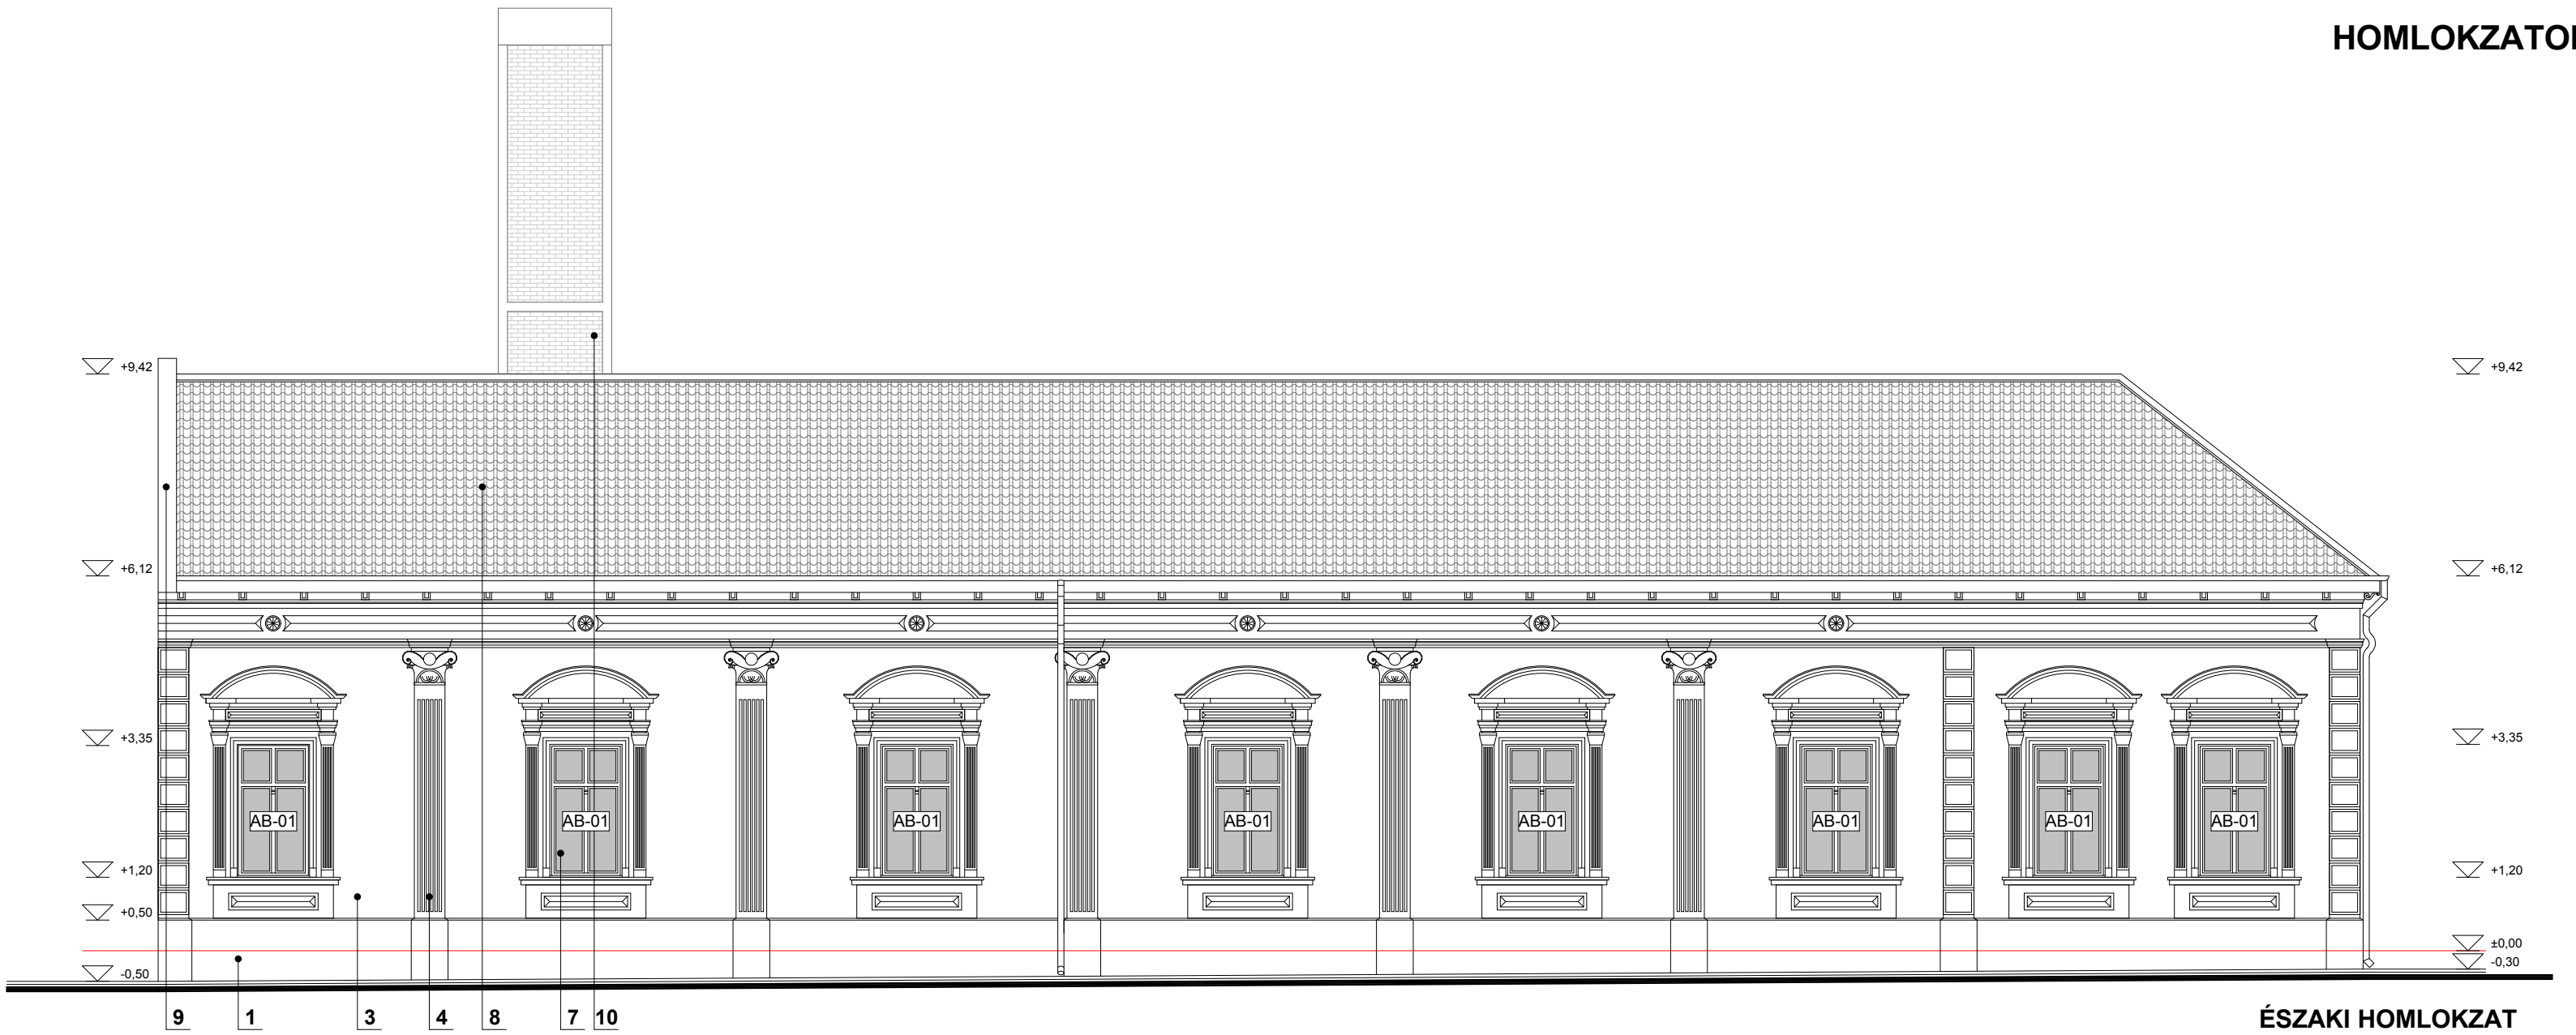 HOMLOKZATOK
+9,42 +9,42
+6,12 +6,12
+3,35 +3,35
AB-01 AB-01 AB-01 AB-01 AB-01 AB-01 AB-01 AB-01
+1,20 +1,20
+0,50
±0,00
-0,50 -0,30
9 1 3 4 8 7 10
ÉSZAKI HOMLOKZAT